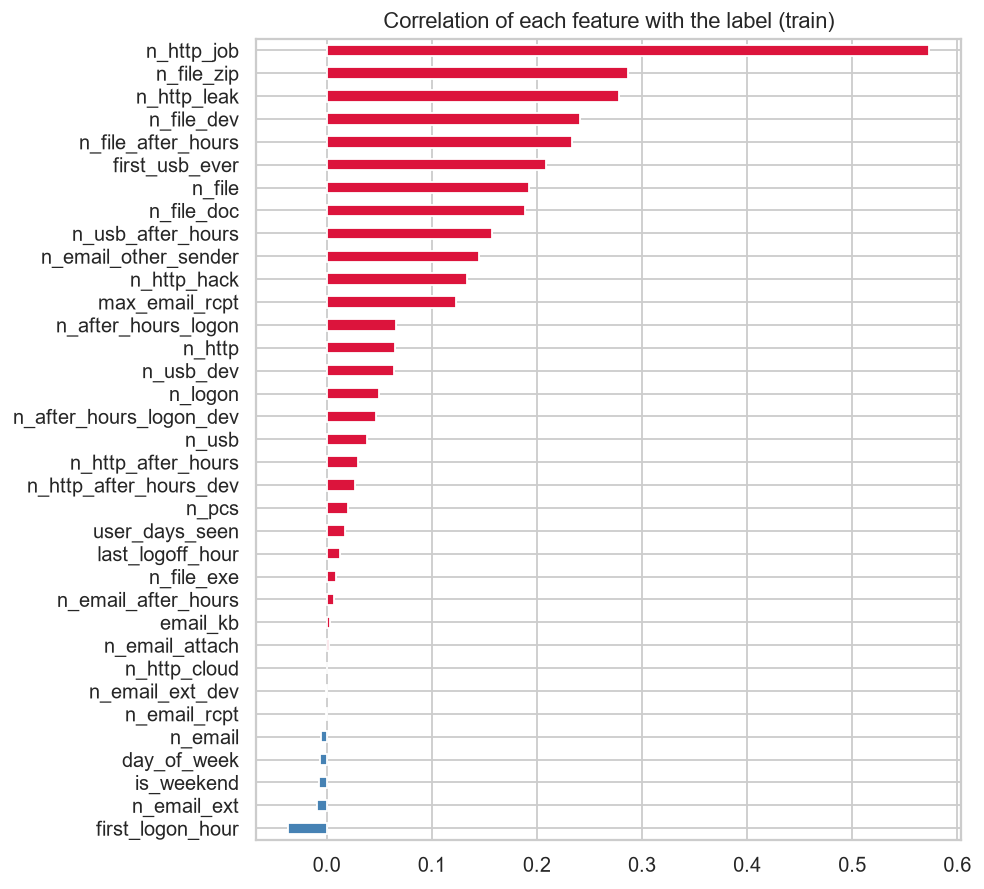 Correlation of each feature with the label (train)
n_http_job
n_file_zip
n_http_leak
n_file_dev
n_file_after_hours
first_usb_ever
n_file
n_file_doc
n_usb_after_hours
n_email_other_sender
n_http_hack
max_email_rcpt
n_after_hours_logon
n_http
n_usb_dev
n_logon
n_after_hours_logon_dev
n_usb
n_http_after_hours
n_http_after_hours_dev
n_pcs
user_days_seen
last_logoff_hour
n_file_exe
n_email_after_hours
email_kb
n_email_attach
n_http_cloud
n_email_ext_dev
n_email_rcpt
n_email
day_of_week
is_weekend
n_email_ext
first_logon_hour
0.0 0.1 0.2 0.3 0.4 0.5 0.6